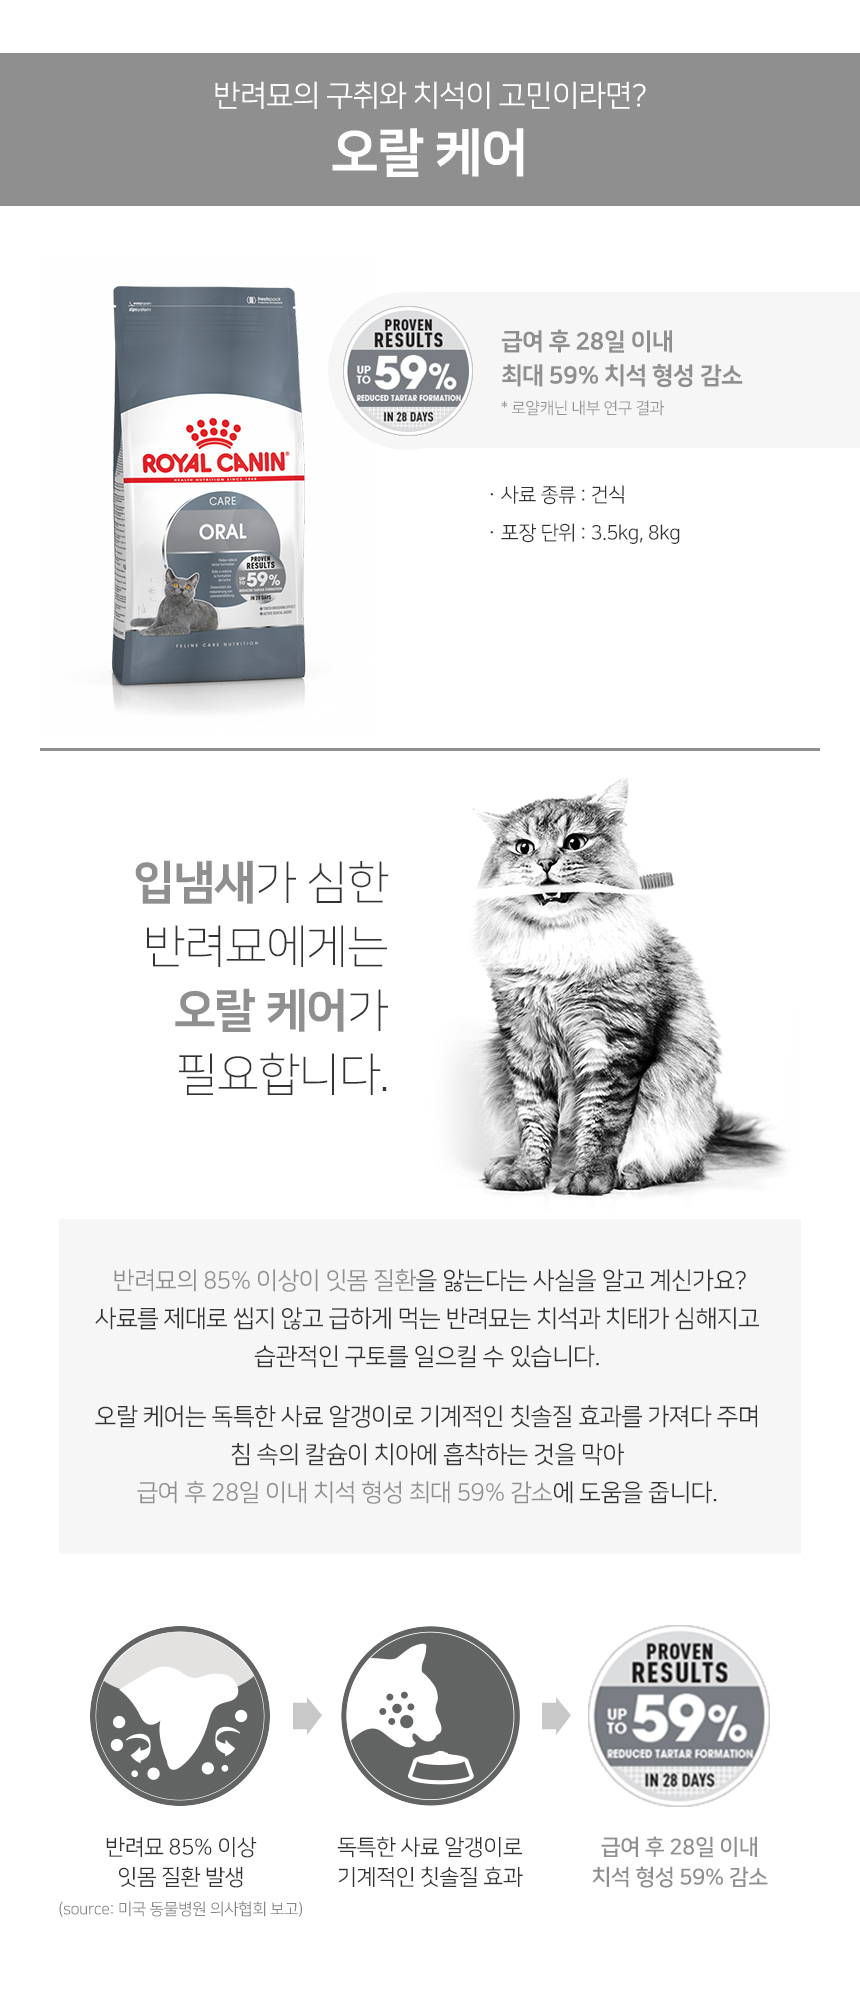 반려묘의 구취와 치석이 고민이라면?
오랄 케어
PROVEN
RESULTS
UP TO 59%
REDUCED TARTAR FORMATION
IN 28 DAYS
급여 후 28일 이내
최대 59% 치석 형성 감소
* 로얄캐닌 내부 연구 결과
· 사료 종류 : 건식
· 포장 단위 : 3.5kg, 8kg
freshpack
ROYAL CANIN
HEALTH NUTRITION SINCE 1968
CARE
ORAL
PROVEN
RESULTS
UP TO 59%
REDUCED TARTAR FORMATION
IN 28 DAYS
FELINE CARE NUTRITION
입냄새가 심한
반려묘에게는
오랄 케어가
필요합니다.
반려묘의 85% 이상이 잇몸 질환을 앓는다는 사실을 알고 계신가요?
사료를 제대로 씹지 않고 급하게 먹는 반려묘는 치석과 치태가 심해지고
습관적인 구토를 일으킬 수 있습니다.
오랄 케어는 독특한 사료 알갱이로 기계적인 칫솔질 효과를 가져다 주며
침 속의 칼슘이 치아에 흡착하는 것을 막아
급여 후 28일 이내 치석 형성 최대 59% 감소에 도움을 줍니다.
PROVEN
RESULTS
UP TO 59%
REDUCED TARTAR FORMATION
IN 28 DAYS
반려묘 85% 이상
잇몸 질환 발생
(source: 미국 동물병원 의사협회 보고)
독특한 사료 알갱이로
기계적인 칫솔질 효과
급여 후 28일 이내
치석 형성 59% 감소